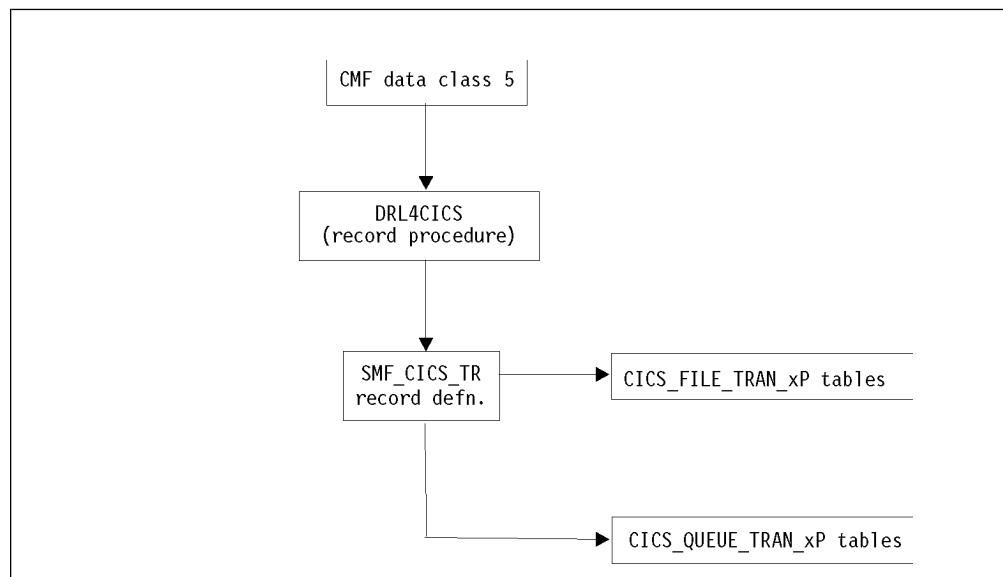 CMF data class 5
DRL4CICS
(record procedure)
SMF_CICS_TR
record defn.
CICS_FILE_TRAN_xP tables
CICS_QUEUE_TRAN_xP tables